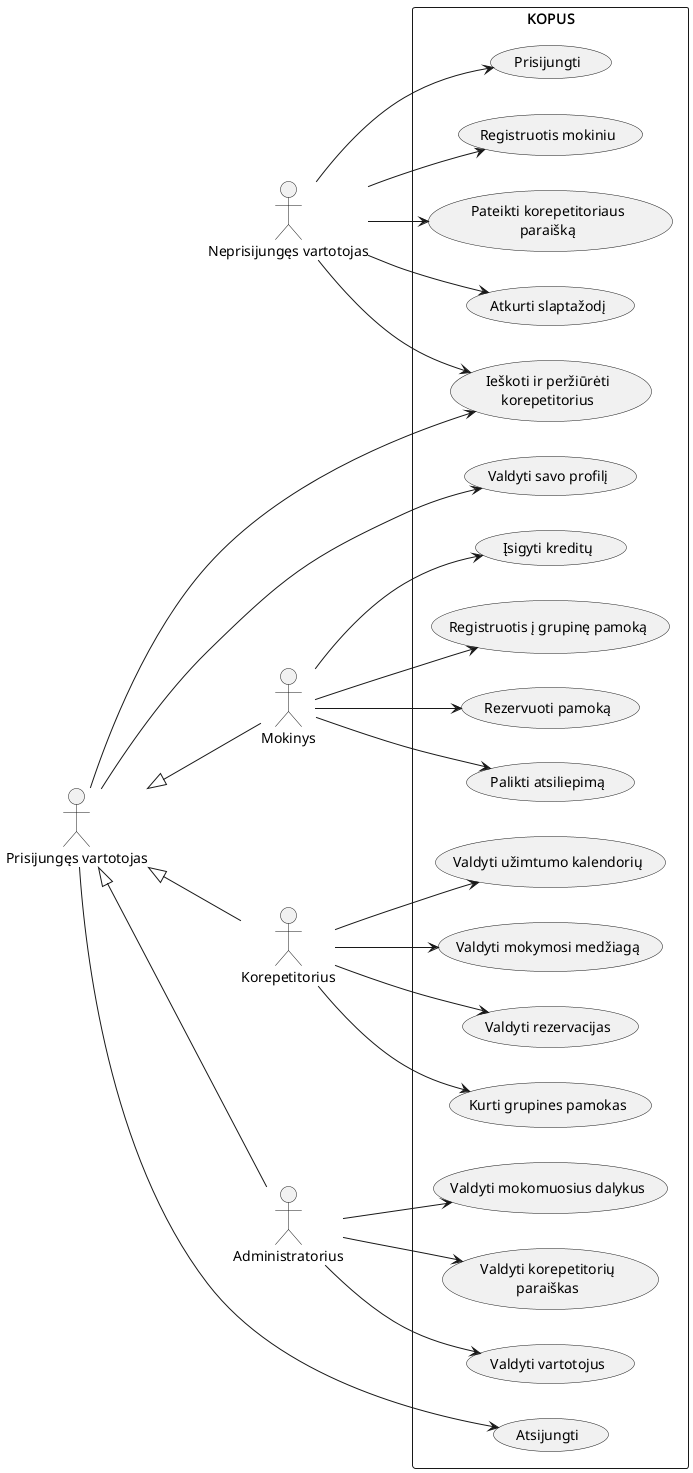 KOPUS
Prisijungti
Registruotis mokiniu
Pateikti korepetitoriaus
paraišką
Neprisijungęs vartotojas
Atkurti slaptažodį
Ieškoti ir peržiūrėti
korepetitorius
Valdyti savo profilį
Įsigyti kreditų
Registruotis į grupinę pamoką
Rezervuoti pamoką
Mokinys
Palikti atsiliepimą
Prisijungęs vartotojas
Valdyti užimtumo kalendorių
Valdyti mokymosi medžiagą
Korepetitorius
Valdyti rezervacijas
Kurti grupines pamokas
Valdyti mokomuosius dalykus
Administratorius
Valdyti korepetitorių
paraiškas
Valdyti vartotojus
Atsijungti